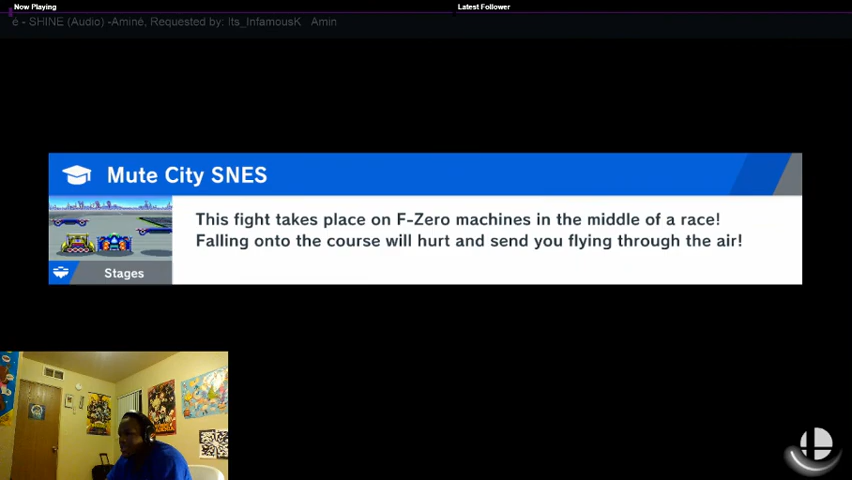 Now Playing
Latest Follower
é - SHINE (Audio) -Aminé, Requested by: Its_InfamousK Amin
Mute City SNES
This fight takes place on F-Zero machines in the middle of a race!
Falling onto the course will hurt and send you flying through the air!
Stages